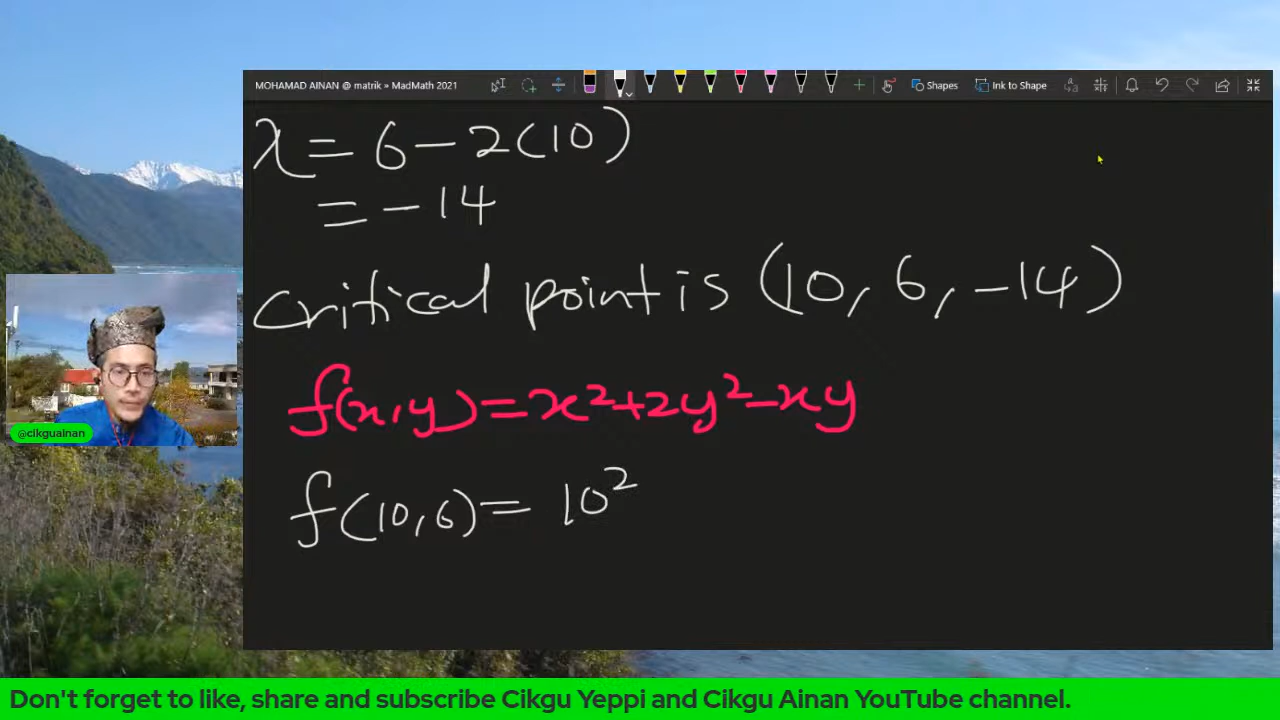 MOHAMAD AINAN @ matrik » MadMath 2021
Shapes
Ink to Shape
λ = 6 - 2(10)
= -14
Critical point is (10, 6, -14)
f(x,y) = x²+2y²-xy
f(10,6) = 10²
@cikguainan
Don't forget to like, share and subscribe Cikgu Yeppi and Cikgu Ainan YouTube channel.